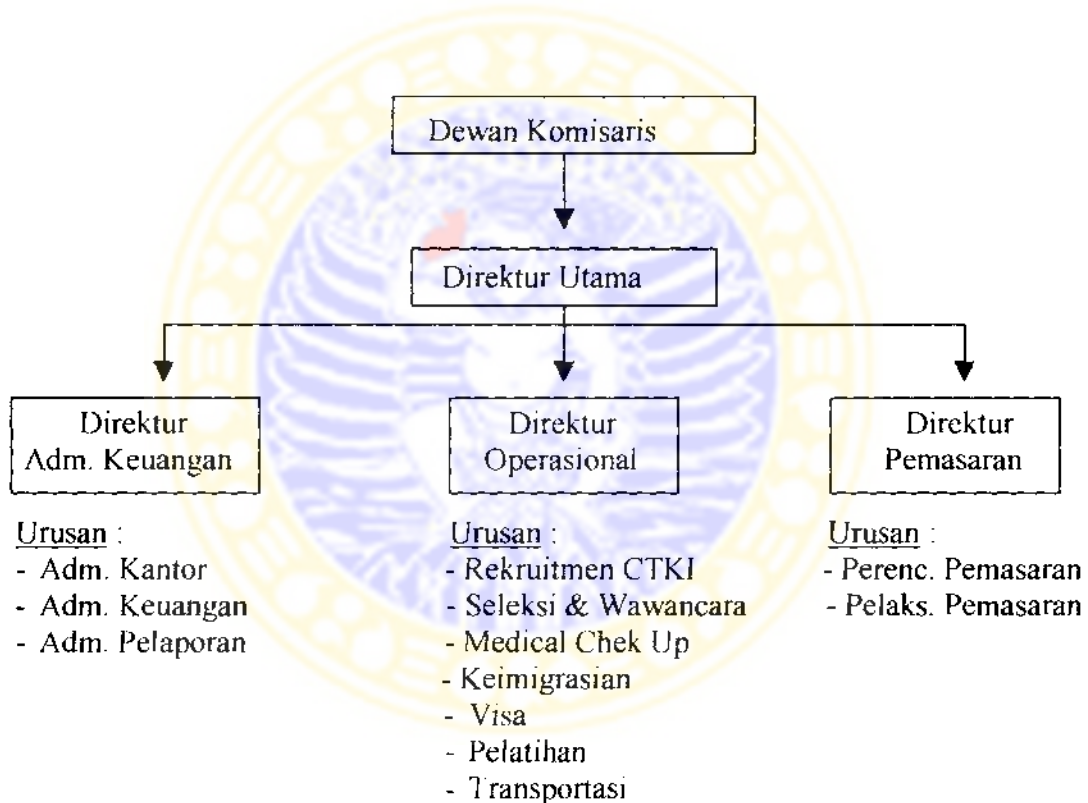 Dewan Komisaris
Direktur Utama
Direktur
Adm. Keuangan
Direktur
Operasional
Direktur
Pemasaran
Urusan :
- Adm. Kantor
- Adm. Keuangan
- Adm. Pelaporan
Urusan :
- Rekruitmen CTKI
- Seleksi & Wawancara
- Medical Chek Up
- Keimigrasian
- Visa
- Pelatihan
- Transportasi
Urusan :
- Perenc. Pemasaran
- Pelaks. Pemasaran